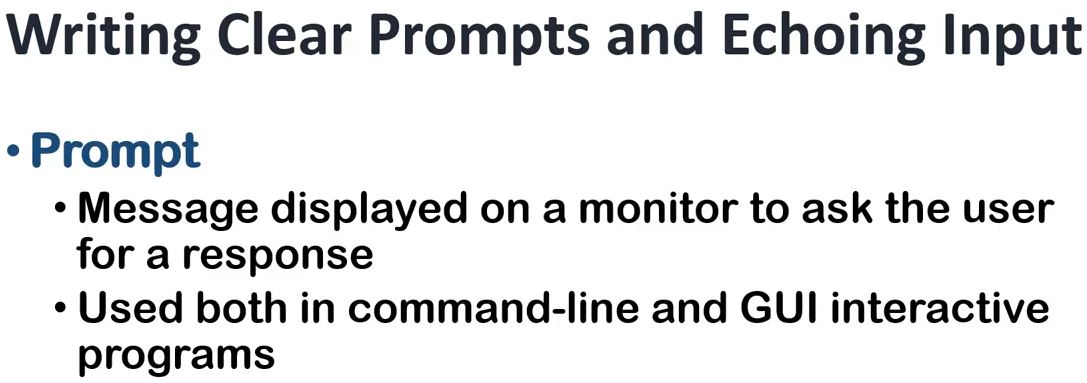 Writing Clear Prompts and Echoing Input
• Prompt
• Message displayed on a monitor to ask the user
for a response
• Used both in command-line and GUI interactive
programs